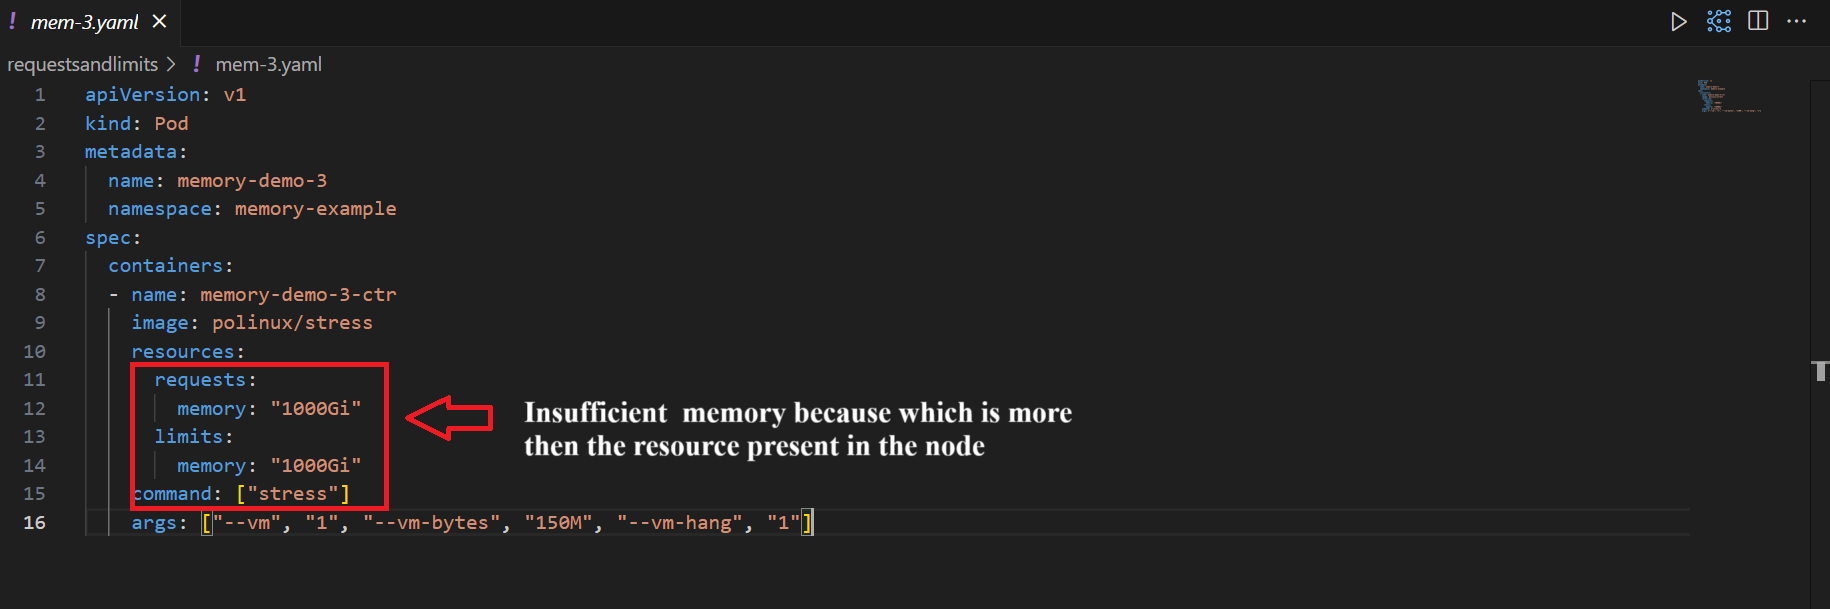 ! mem-3.yaml ×
requestsandlimits > ! mem-3.yaml
1 apiVersion: v1
2 kind: Pod
3 metadata:
4   name: memory-demo-3
5   namespace: memory-example
6 spec:
7   containers:
8   - name: memory-demo-3-ctr
9     image: polinux/stress
10     resources:
11       requests:
12         memory: "1000Gi"
13       limits:
14         memory: "1000Gi"
15     command: ["stress"]
16     args: ["--vm", "1", "--vm-bytes", "150M", "--vm-hang", "1"]
Insufficient  memory because which is more
then the resource present in the node